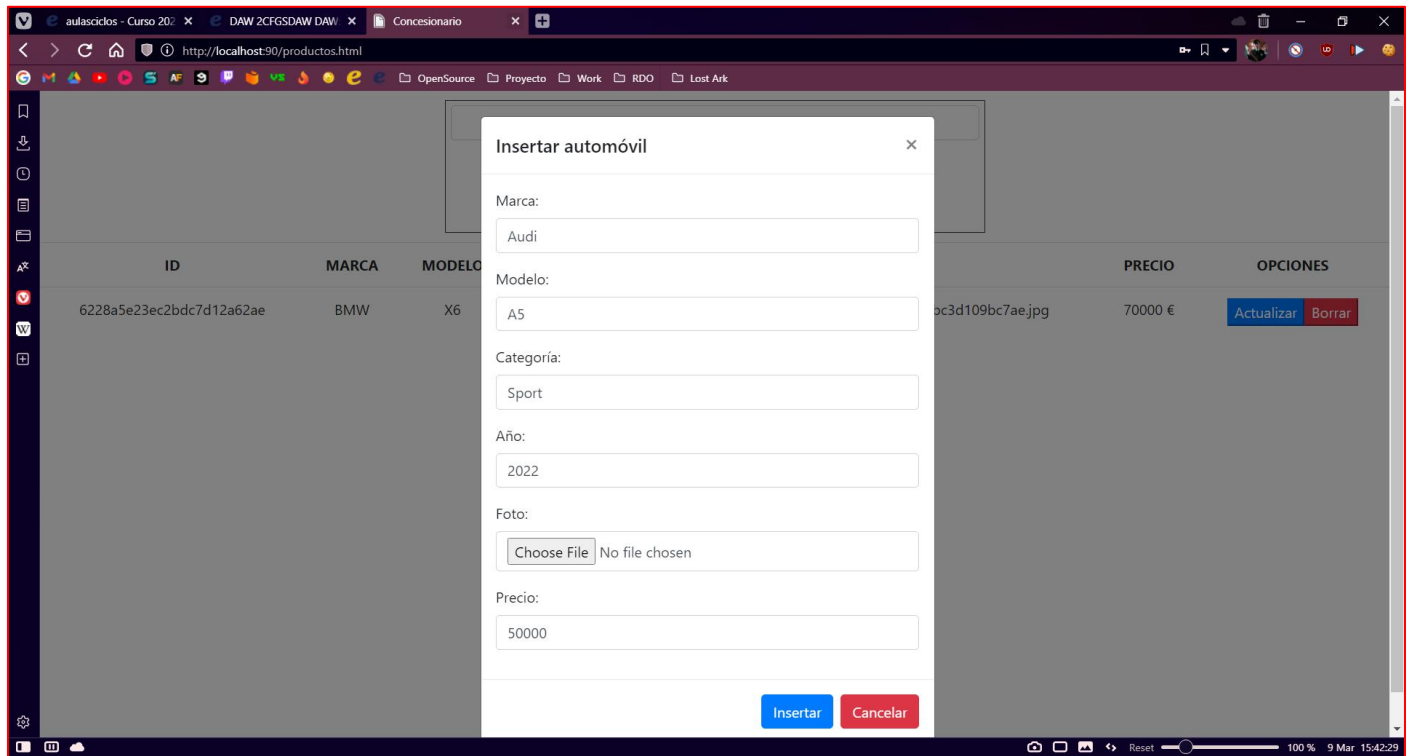 aulasciclos - Curso 202
DAW 2CFGSDAW DAW:
Concesionario
http://localhost:90/productos.html
OpenSource
Proyecto
Work
RDO
Lost Ark
Insertar automóvil
×
Marca:
Audi
ID
MARCA
MODELO
PRECIO
OPCIONES
Modelo:
A5
6228a5e23ec2bdc7d12a62ae
BMW
X6
c3d109bc7ae.jpg
70000 €
Actualizar
Borrar
Categoría:
Sport
Año:
2022
Foto:
Choose File No file chosen
Precio:
50000
Insertar
Cancelar
Reset
100 %
9 Mar 15:42:29